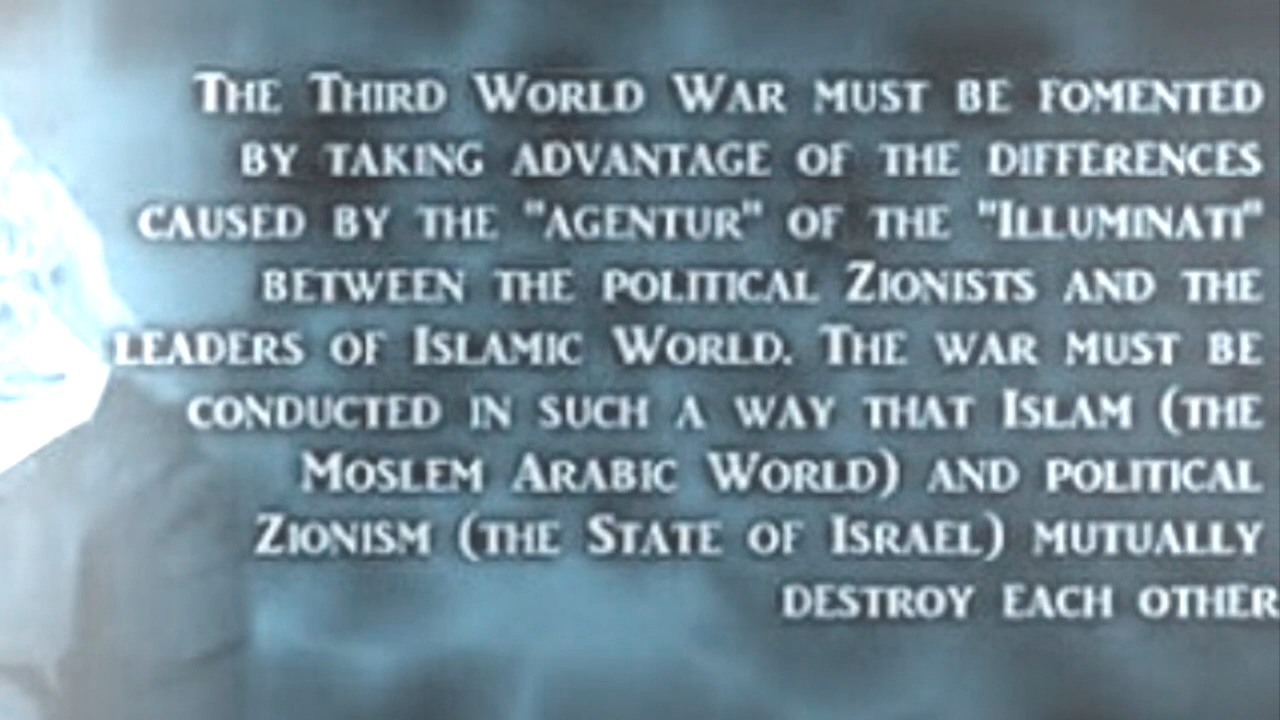 The Third World War must be fomented
by taking advantage of the differences
caused by the "agentur" of the "Illuminati"
between the political Zionists and the
leaders of Islamic World. The war must be
conducted in such a way that Islam (the
Moslem Arabic World) and political
Zionism (the State of Israel) mutually
destroy each other